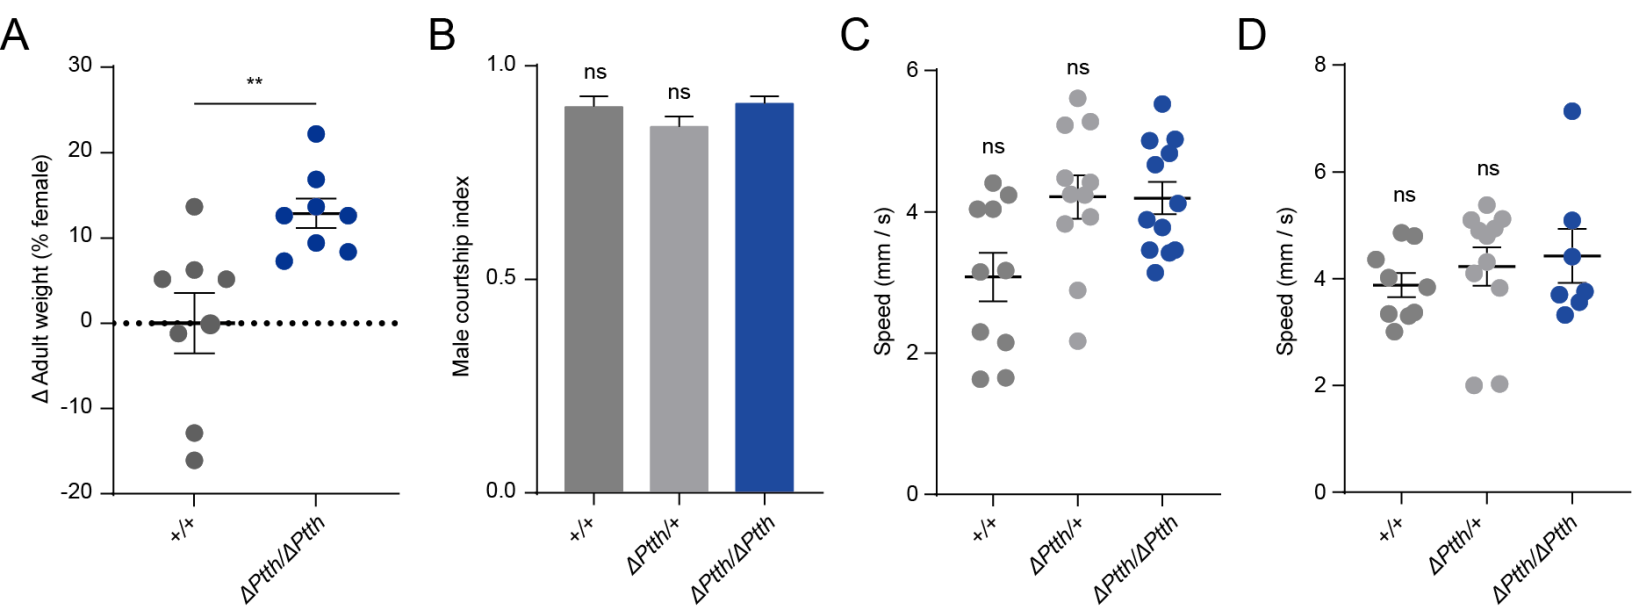 A
Δ Adult weight (% female)
30
20
10
0
-10
-20
**
+/+
ΔPtth/ΔPtth
B
Male courtship index
1.0
0.5
0.0
ns
ns
+/+
ΔPtth/+
ΔPtth/ΔPtth
C
Speed (mm / s)
6
4
2
0
ns
ns
+/+
ΔPtth/+
ΔPtth/ΔPtth
D
Speed (mm / s)
8
6
4
2
0
ns
ns
+/+
ΔPtth/+
ΔPtth/ΔPtth